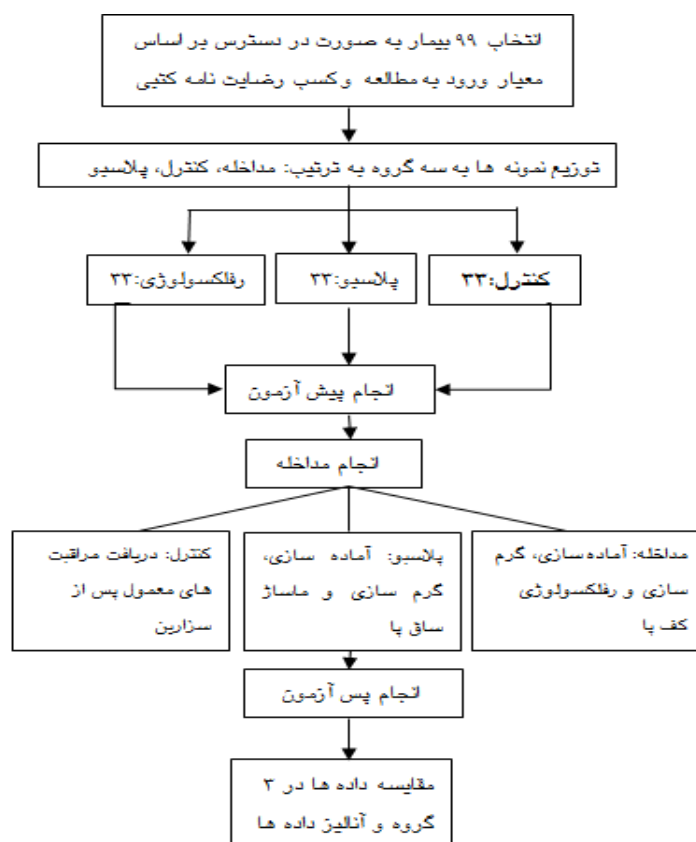 انتخاب ۹۹ بیمار به صورت در دسترس بر اساس
معیار ورود به مطالعه و کسب رضایت نامه کتبی
توزیع نمونه ها به سه گروه به ترتیب: مداخله، کنترل، پلاسبو
کنترل:۳۳
پلاسبو:۳۳
رفلکسولوژی:۳۳
انجام پیش آزمون
انجام مداخله
مداخله: آماده سازی، گرم
سازی و رفلکسولوژی
کف پا
پلاسبو: آماده سازی،
گرم سازی و ماساژ
ساق پا
کنترل: دریافت مراقبت
های معمول پس از
سزارین
انجام پس آزمون
مقایسه داده ها در ۳
گروه و آنالیز داده ها